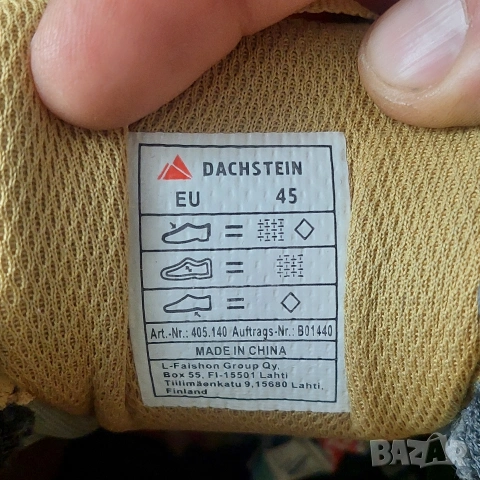 DACHSTEIN
EU 45
Art.-Nr.: 405.140 Auftrags-Nr.: B01440
MADE IN CHINA
L-Faishon Group Oy,
Box 55, FI-15501 Lahti
Tiilimäenkatu 9, 15680 Lahti,
Finland
BAZAR